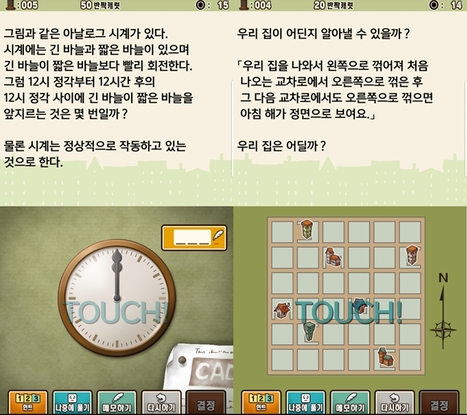 :005 50 반짝캐럿 : 15
그림과 같은 아날로그 시계가 있다.
시계에는 긴 바늘과 짧은 바늘이 있으며
긴 바늘이 짧은 바늘보다 빨리 회전한다.
그럼 12시 정각부터 12시간 후의
12시 정각 사이에 긴 바늘이 짧은 바늘을
앞지르는 것은 몇 번일까?
물론 시계는 정상적으로 작동하고 있는
것으로 한다.
TOUCH!
CAD
123
힌트
나중에 풀기
메모하기
다시하기
결정
:004 20 반짝캐럿 : 14
우리 집이 어딘지 알아낼 수 있을까?
「우리 집을 나와서 왼쪽으로 꺾어져 처음
나오는 교차로에서 오른쪽으로 꺾은 후
그 다음 교차로에서도 오른쪽으로 꺾으면
아침 해가 정면으로 보여요.」
우리 집은 어딜까?
N
TOUCH!
123
힌트
나중에 풀기
메모하기
다시하기
결정